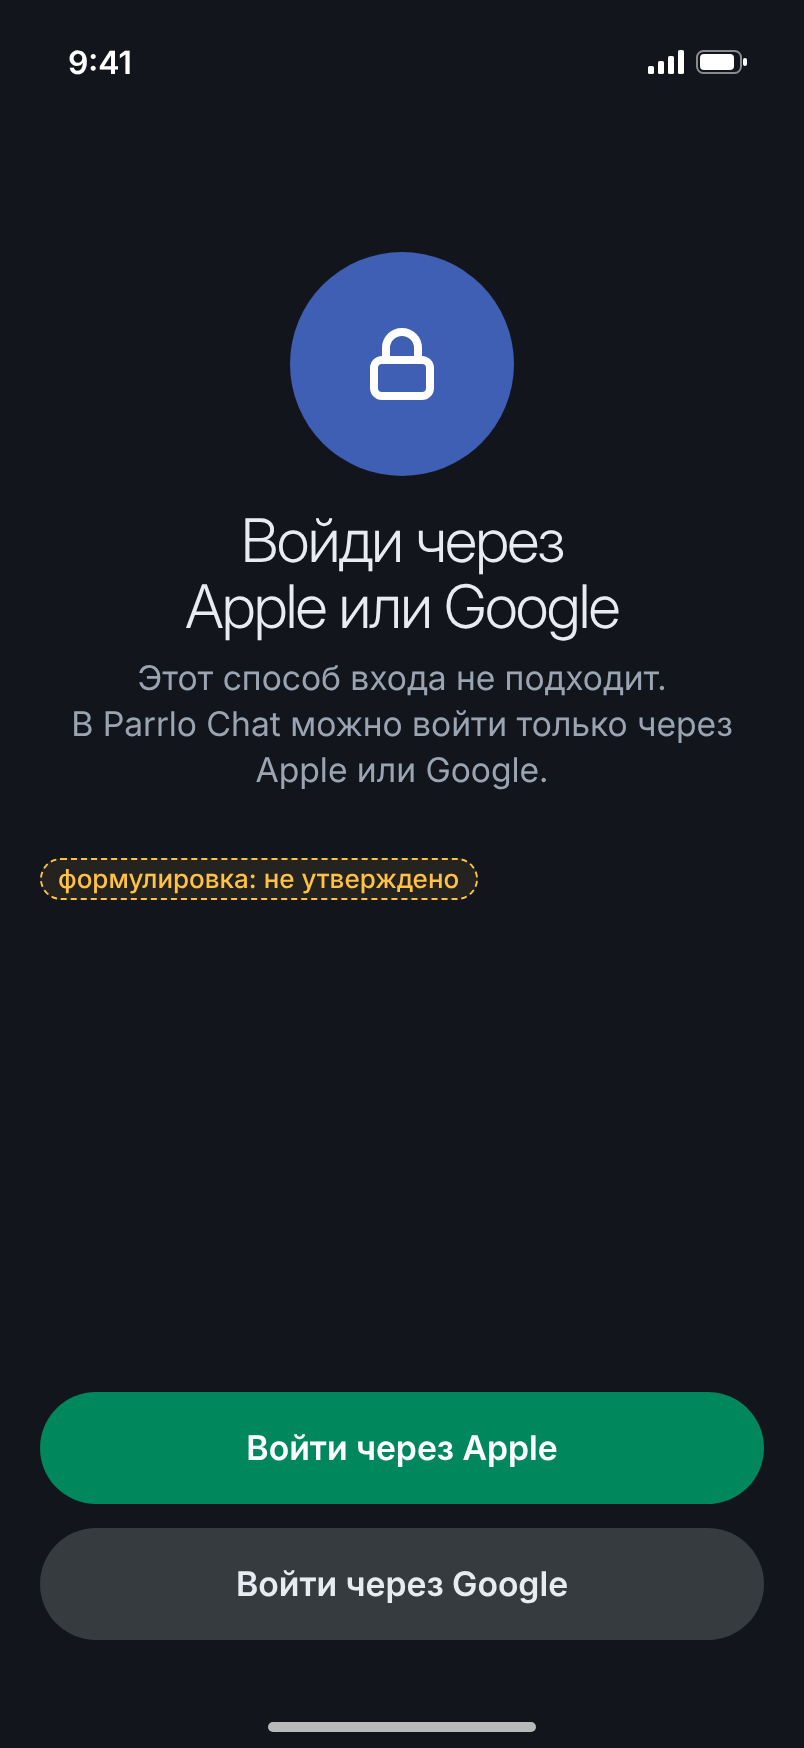 9:41
Войди через
Apple или Google
Этот способ входа не подходит.
В Parrlo Chat можно войти только через
Apple или Google.
формулировка: не утверждено
Войти через Apple
Войти через Google